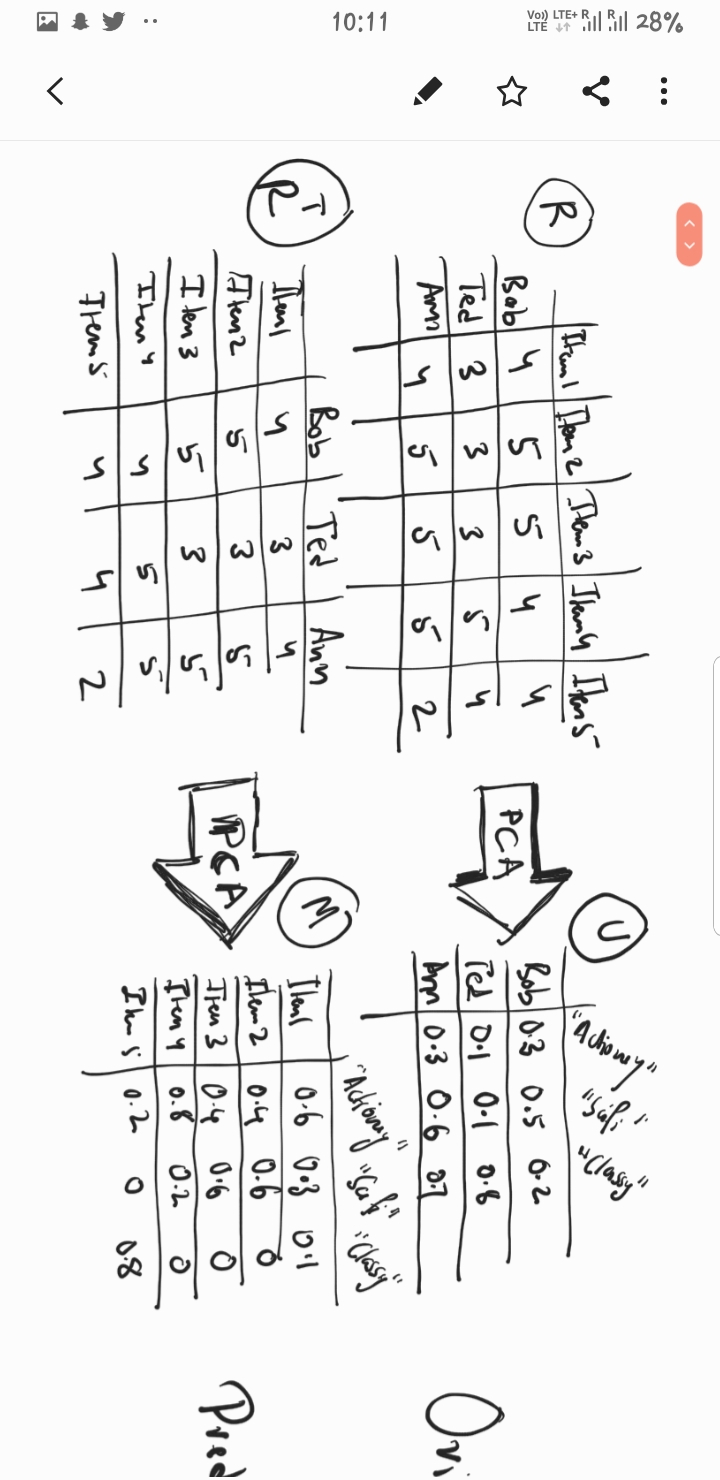 10:11 Vo)) LTE LTE+ R R 28%
R
Item1 Item2 Item3 Item4 Item5
Bob 4 5 5 4 4
Ted 3 3 3 5 4
Ann 4 5 5 5 2
PCA
U
"Actiony" "Scifi" "Classy"
Bob 0.3 0.5 0.2
Ted 0.1 0.1 0.8
Ann 0.3 0.6 0.7
Ori
R T
Bob Ted Ann
Item1 4 3 4
Item2 5 3 5
Item3 5 3 5
Item4 4 5 5
Item5 4 4 2
PCA
M
"Actiony" "Scifi" "Classy"
Item1 0.6 0.3 0.1
Item2 0.4 0.6 0
Item3 0.4 0.6 0
Item4 0.8 0.2 0
Item5 0.2 0 0.8
Pred